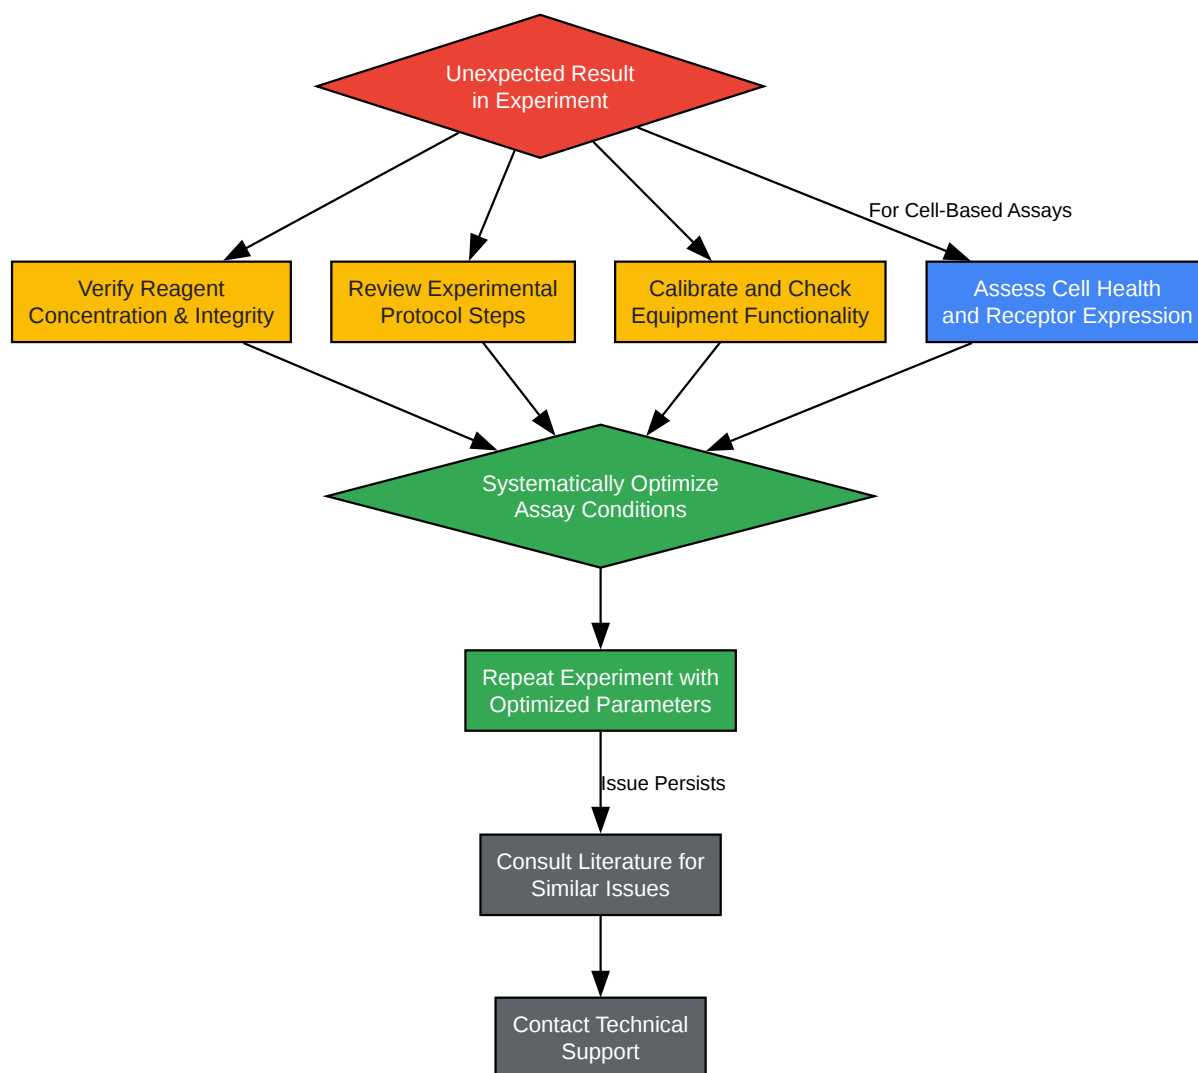 Unexpected Result
in Experiment
For Cell-Based Assays
Verify Reagent
Concentration & Integrity
Review Experimental
Protocol Steps
Calibrate and Check
Equipment Functionality
Assess Cell Health
and Receptor Expression
Systematically Optimize
Assay Conditions
Repeat Experiment with
Optimized Parameters
Issue Persists
Consult Literature for
Similar Issues
Contact Technical
Support